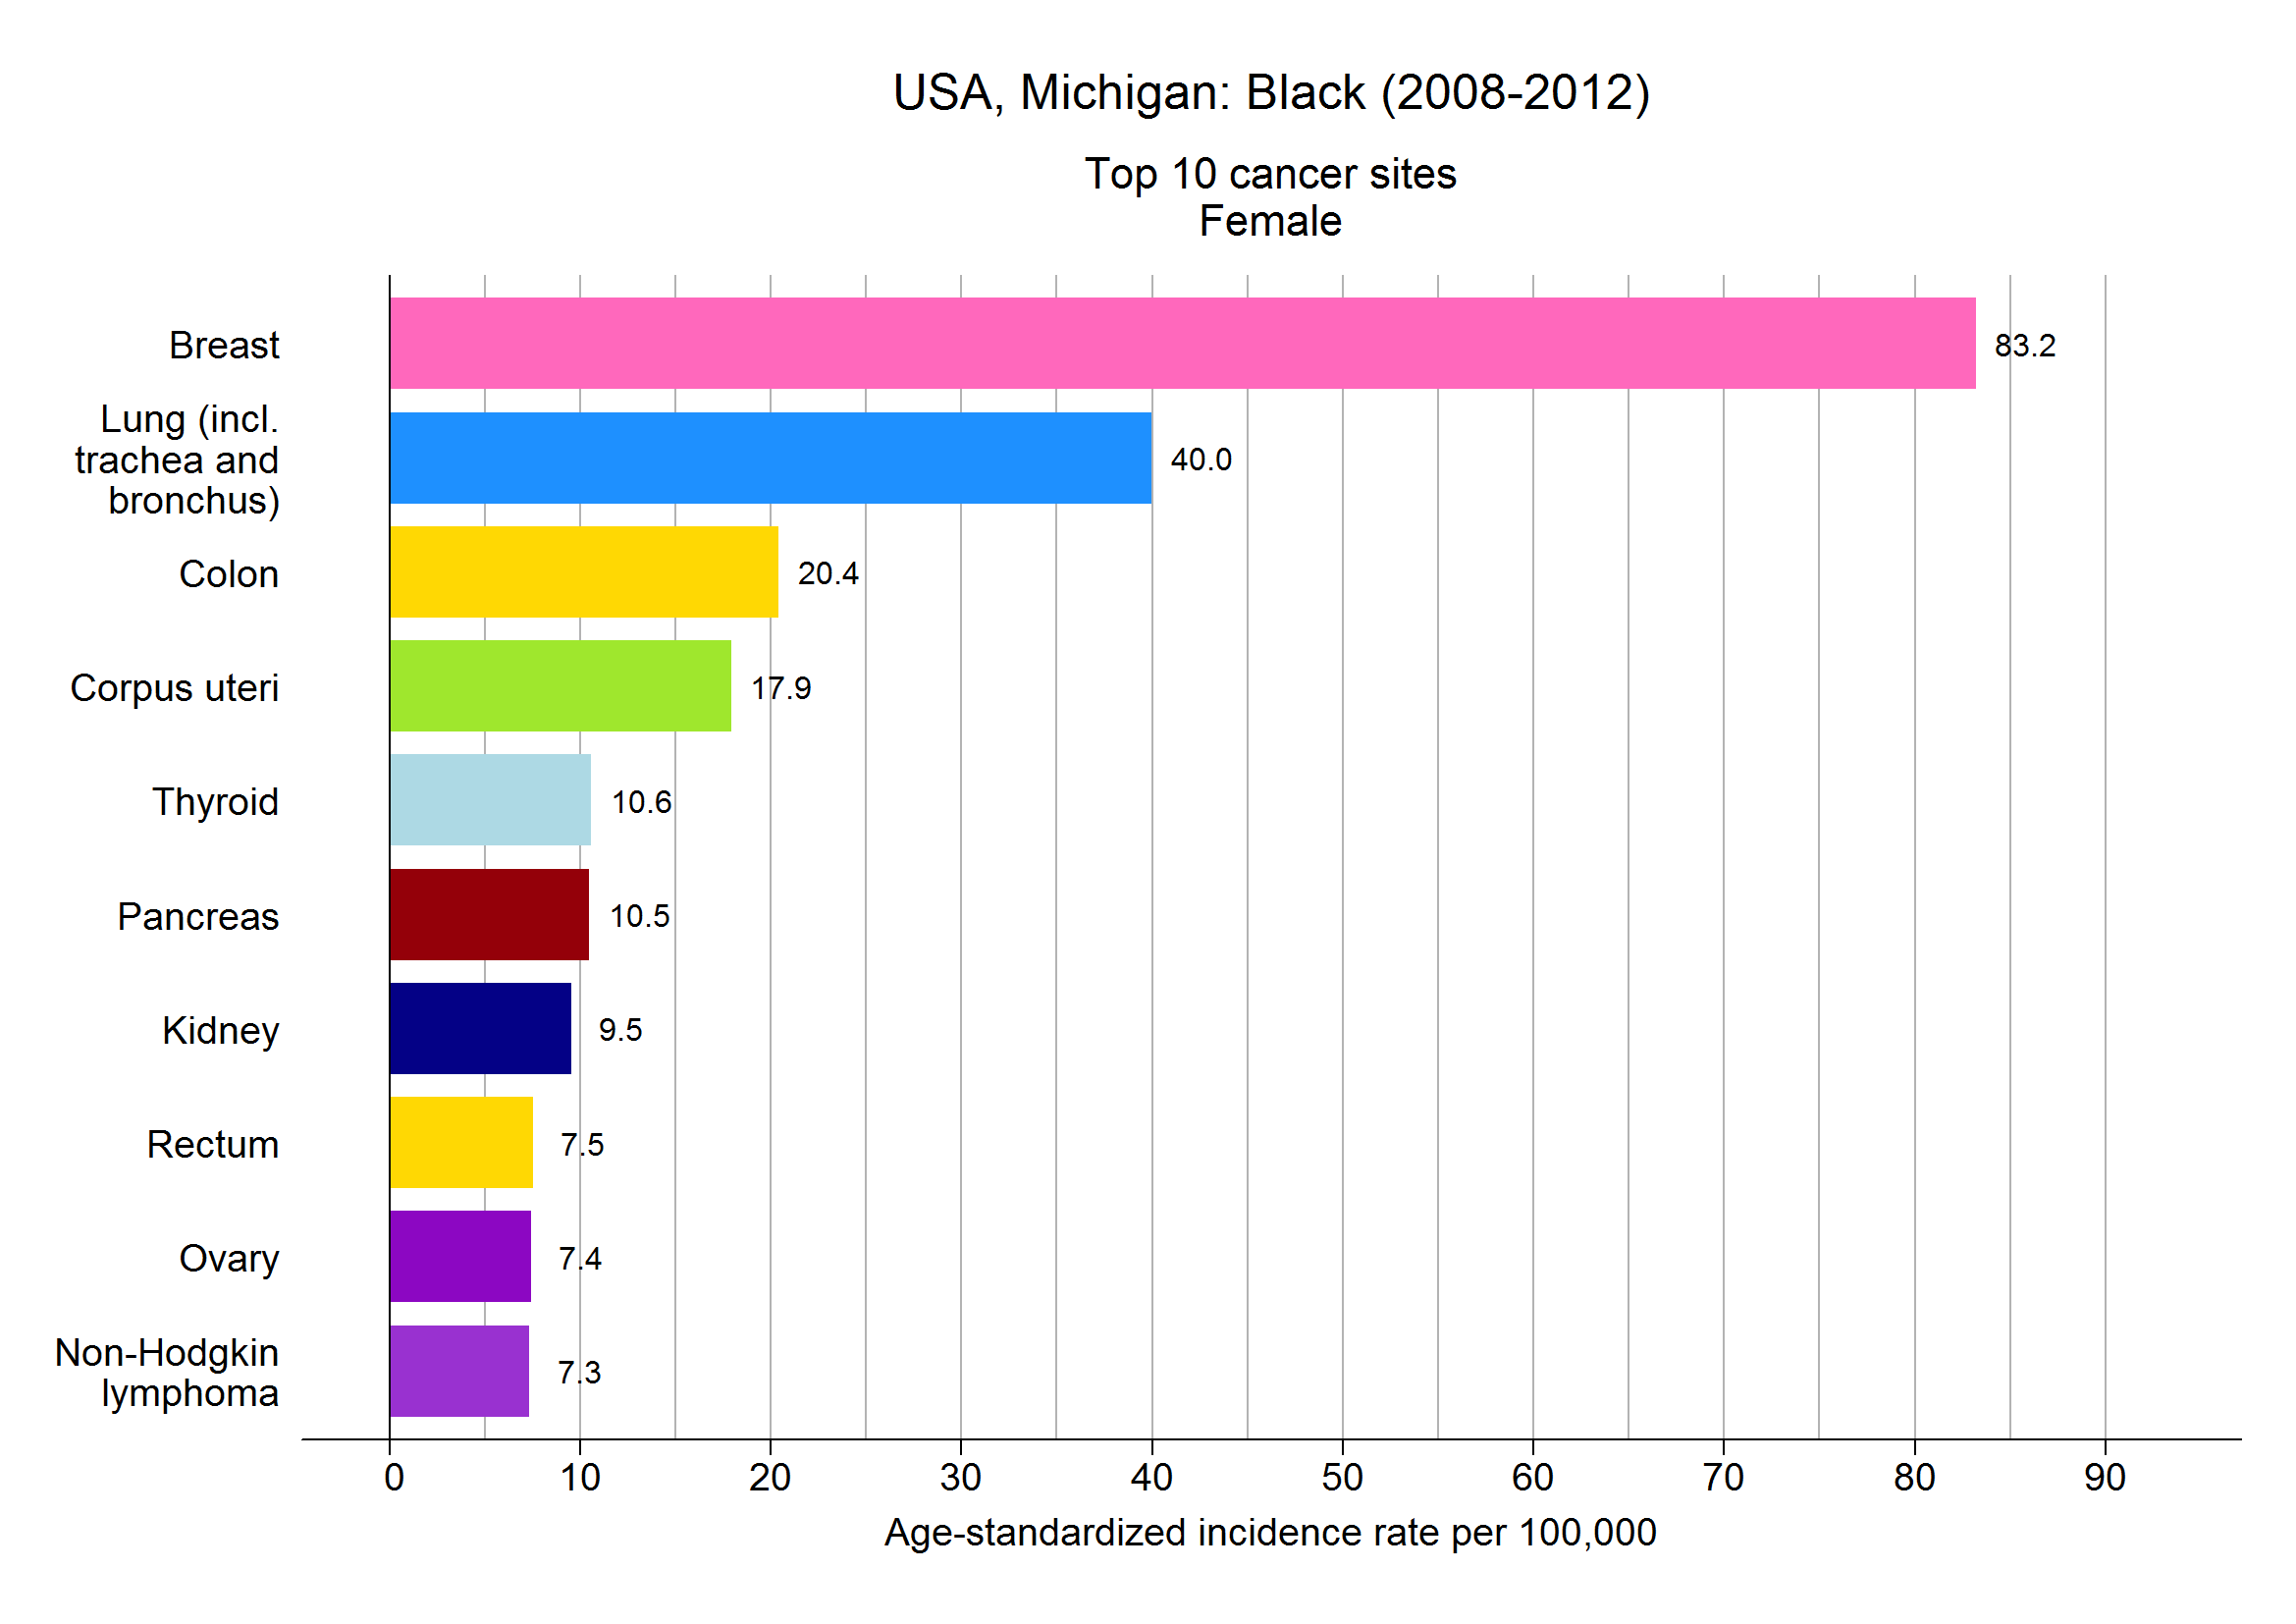 USA, Michigan: Black (2008-2012)
Top 10 cancer sites
Female
Breast
83.2
Lung (incl.
trachea and
bronchus)
40.0
Colon
20.4
Corpus uteri
17.9
Thyroid
10.6
Pancreas
10.5
Kidney
9.5
Rectum
7.5
Ovary
7.4
Non-Hodgkin
lymphoma
7.3
0 10 20 30 40 50 60 70 80 90
Age-standardized incidence rate per 100,000